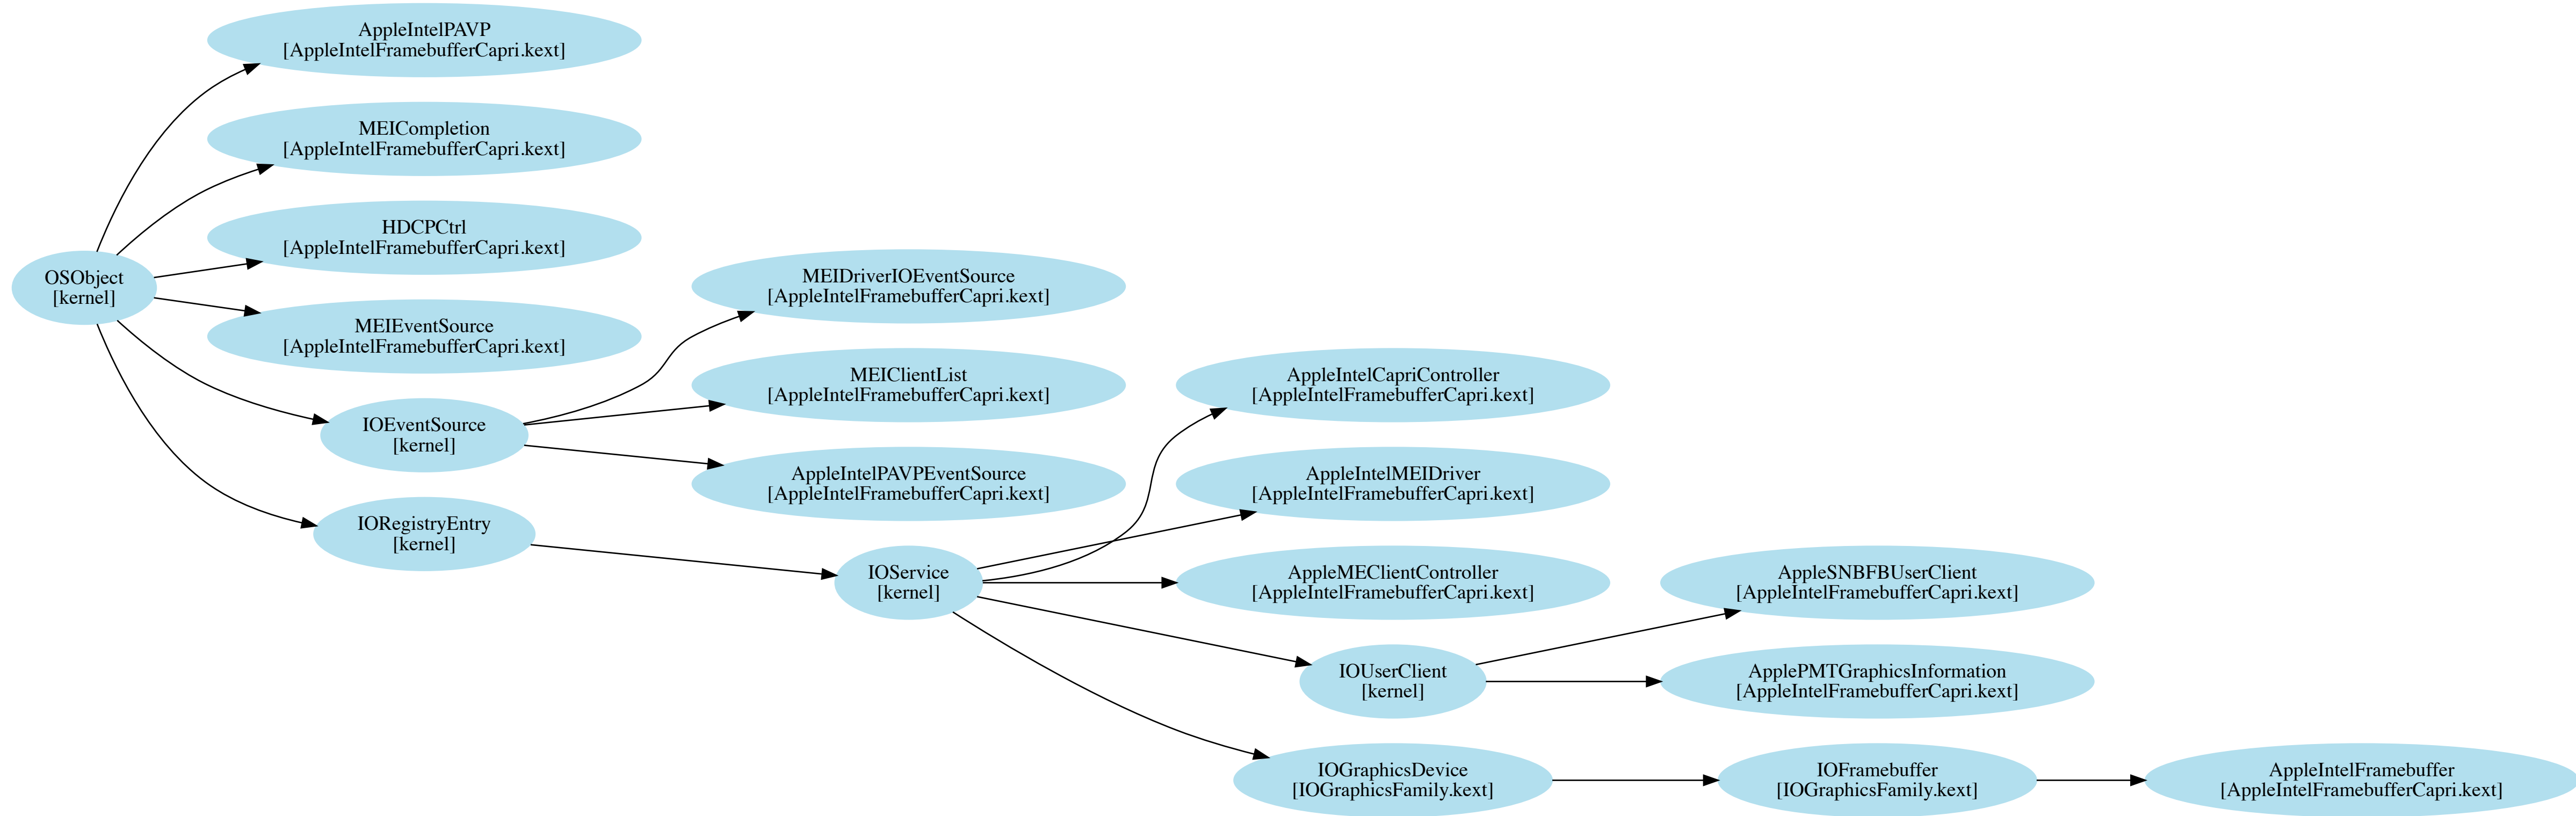 OSObject
[kernel]
AppleIntelPAVP
[AppleIntelFramebufferCapri.kext]
MEICompletion
[AppleIntelFramebufferCapri.kext]
HDCPCtrl
[AppleIntelFramebufferCapri.kext]
MEIEventSource
[AppleIntelFramebufferCapri.kext]
IOEventSource
[kernel]
IORegistryEntry
[kernel]
MEIDriverIOEventSource
[AppleIntelFramebufferCapri.kext]
MEIClientList
[AppleIntelFramebufferCapri.kext]
AppleIntelPAVPEventSource
[AppleIntelFramebufferCapri.kext]
IOService
[kernel]
AppleIntelCapriController
[AppleIntelFramebufferCapri.kext]
AppleIntelMEIDriver
[AppleIntelFramebufferCapri.kext]
AppleMEClientController
[AppleIntelFramebufferCapri.kext]
IOUserClient
[kernel]
IOGraphicsDevice
[IOGraphicsFamily.kext]
AppleSNBFBUserClient
[AppleIntelFramebufferCapri.kext]
ApplePMTGraphicsInformation
[AppleIntelFramebufferCapri.kext]
IOFramebuffer
[IOGraphicsFamily.kext]
AppleIntelFramebuffer
[AppleIntelFramebufferCapri.kext]